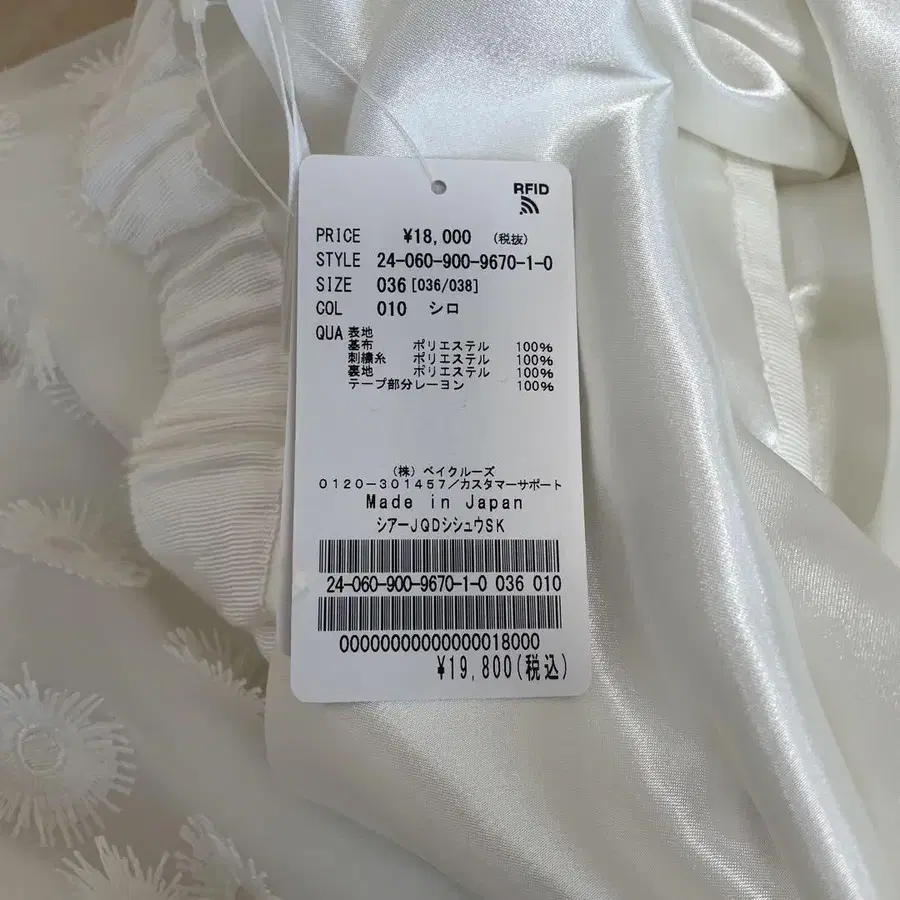 RFID
PRICE ¥18,000 (税抜)
STYLE 24-060-900-9670-1-0
SIZE 036[036/038]
COL 010 シロ
QUA 表地
基布 ポリエステル 100%
刺繍糸 ポリエステル 100%
裏地 ポリエステル 100%
テープ部分レーヨン 100%
(株) ベイクルーズ
0120-301457/カスタマーサポート
Made in Japan
シアーJQDシシュウSK
24-060-900-9670-1-0 036 010
00000000000000018000
¥19,800(税込)